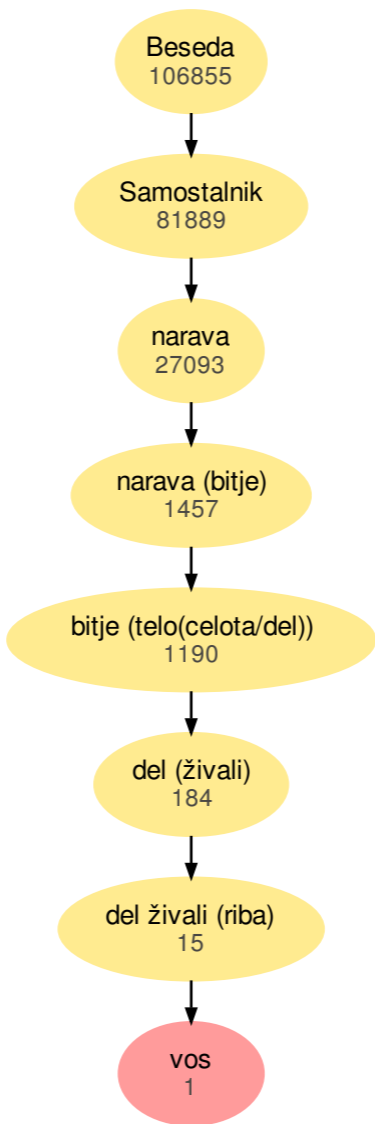 Beseda
106855
Samostalnik
81889
narava
27093
narava (bitje)
1457
bitje (telo(celota/del))
1190
del (živali)
184
del živali (riba)
15
vos
1